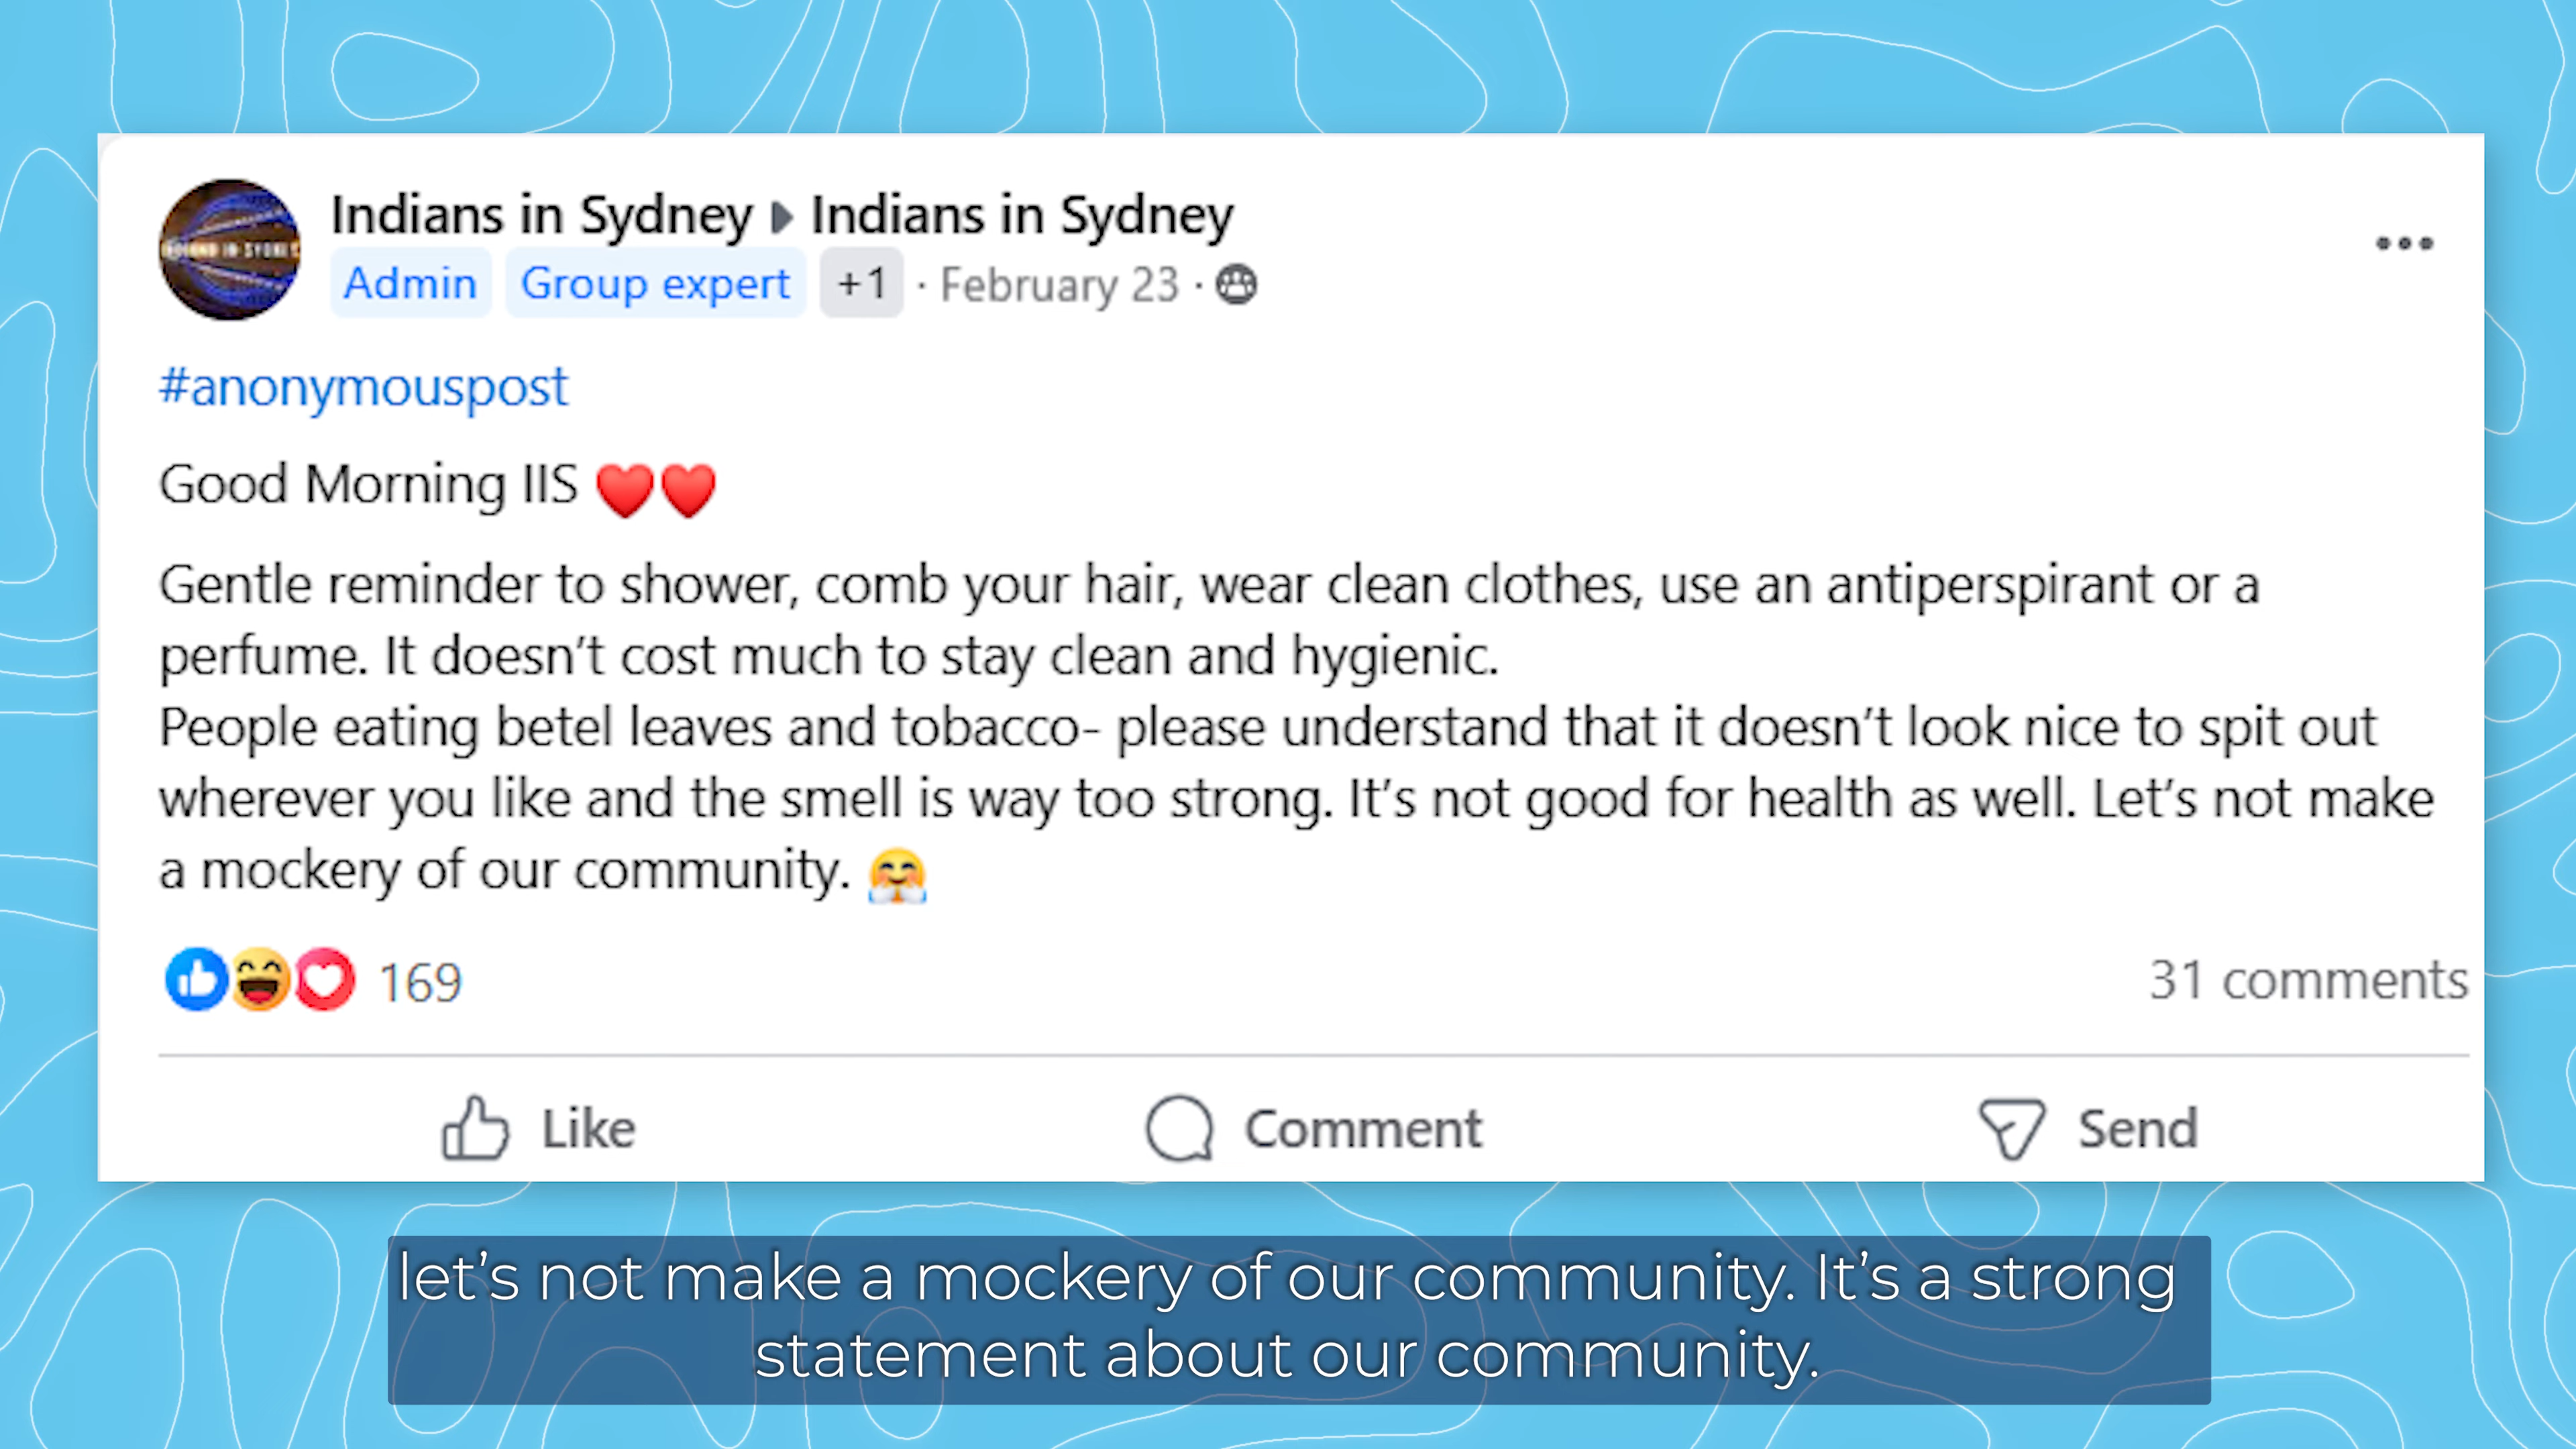 Indians in Sydney Indians in Sydney
Admin Group expert +1 · February 23 ·
#anonymouspost
Good Morning IIS ❤️❤️
Gentle reminder to shower, comb your hair, wear clean clothes, use an antiperspirant or a
perfume. It doesn't cost much to stay clean and hygienic.
People eating betel leaves and tobacco- please understand that it doesn't look nice to spit out
wherever you like and the smell is way too strong. It's not good for health as well. Let's not make
a mockery of our community. 🤗
169 31 comments
Like Comment Send
let's not make a mockery of our community. It's a strong
statement about our community.